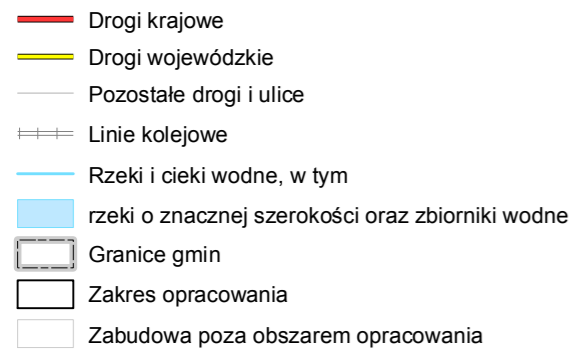 Drogi krajowe
Drogi wojewódzkie
Pozostałe drogi i ulice
Linie kolejowe
Rzeki i cieki wodne, w tym
rzeki o znacznej szerokości oraz zbiorniki wodne
Granice gmin
Zakres opracowania
Zabudowa poza obszarem opracowania